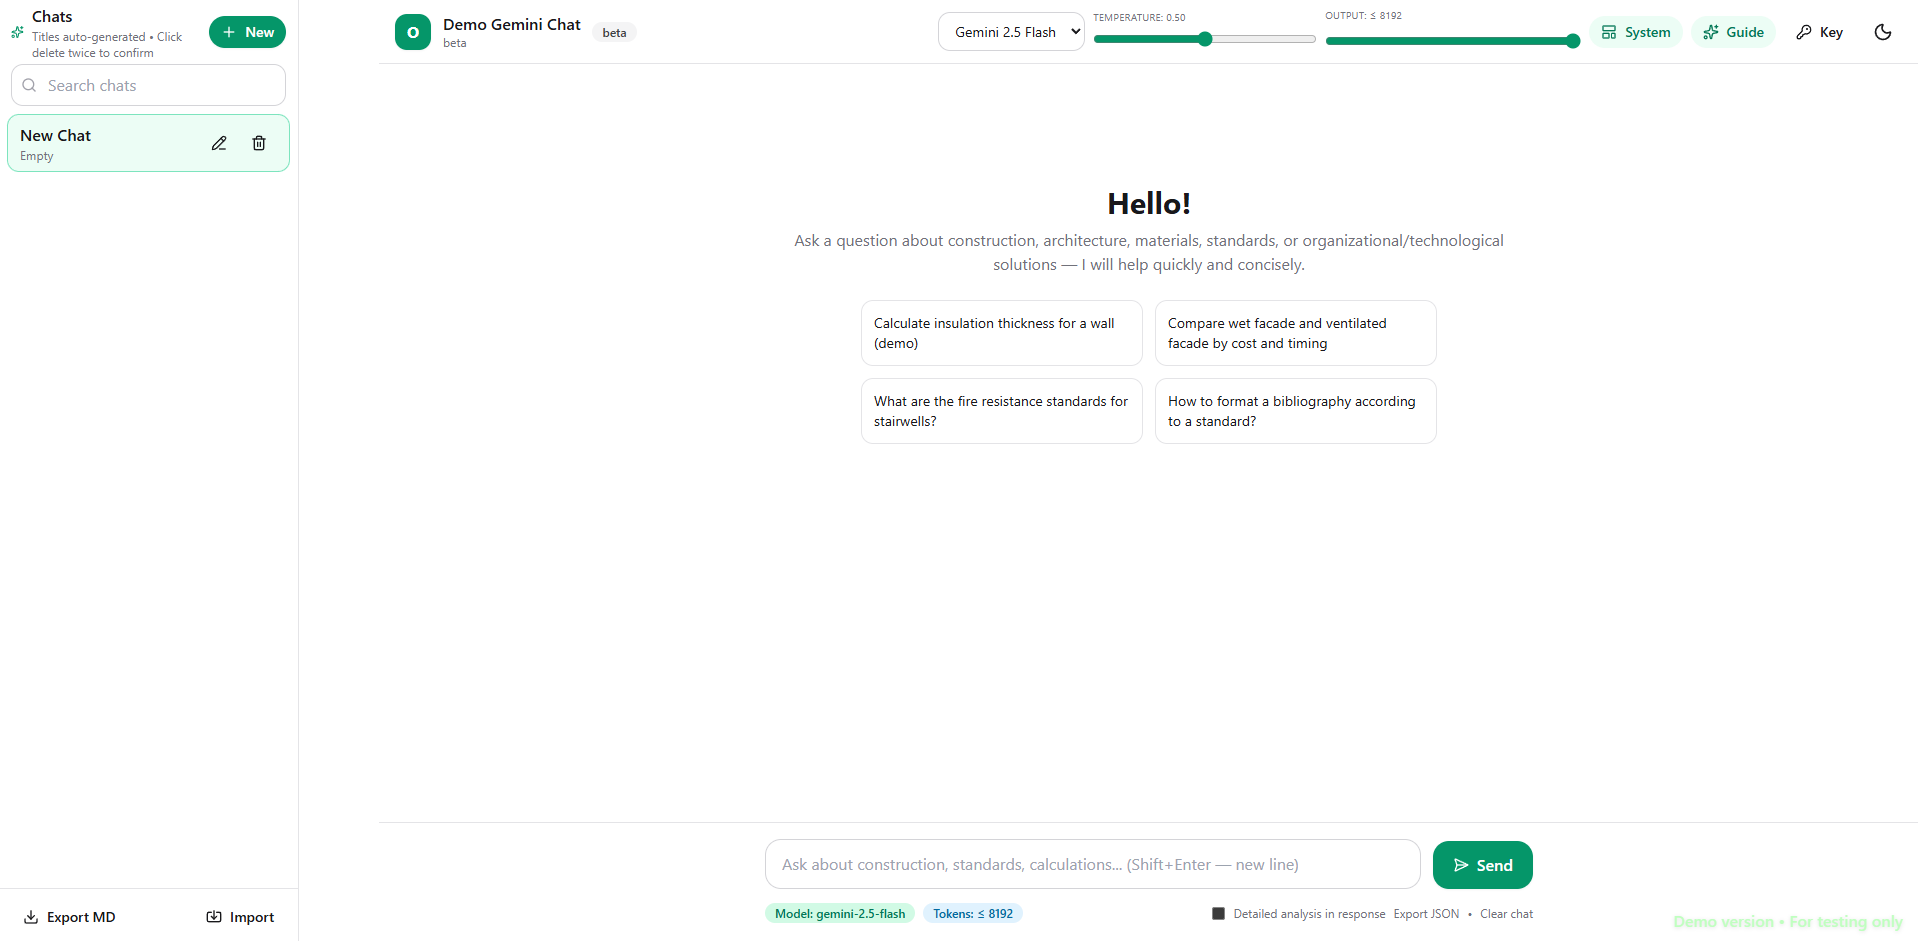 Chats
Titles auto-generated • Click
delete twice to confirm
New
Search chats
New Chat
Empty
Export MD
Import
O
Demo Gemini Chat
beta
beta
Gemini 2.5 Flash
TEMPERATURE: 0.50
OUTPUT: ≤ 8192
System
Guide
Key
Hello!
Ask a question about construction, architecture, materials, standards, or organizational/technological
solutions — I will help quickly and concisely.
Calculate insulation thickness for a wall
(demo)
Compare wet facade and ventilated
facade by cost and timing
What are the fire resistance standards for
stairwells?
How to format a bibliography according
to a standard?
Ask about construction, standards, calculations... (Shift+Enter — new line)
Send
Model: gemini-2.5-flash
Tokens: ≤ 8192
Detailed analysis in response
Export JSON
•
Clear chat
Demo version • For testing only